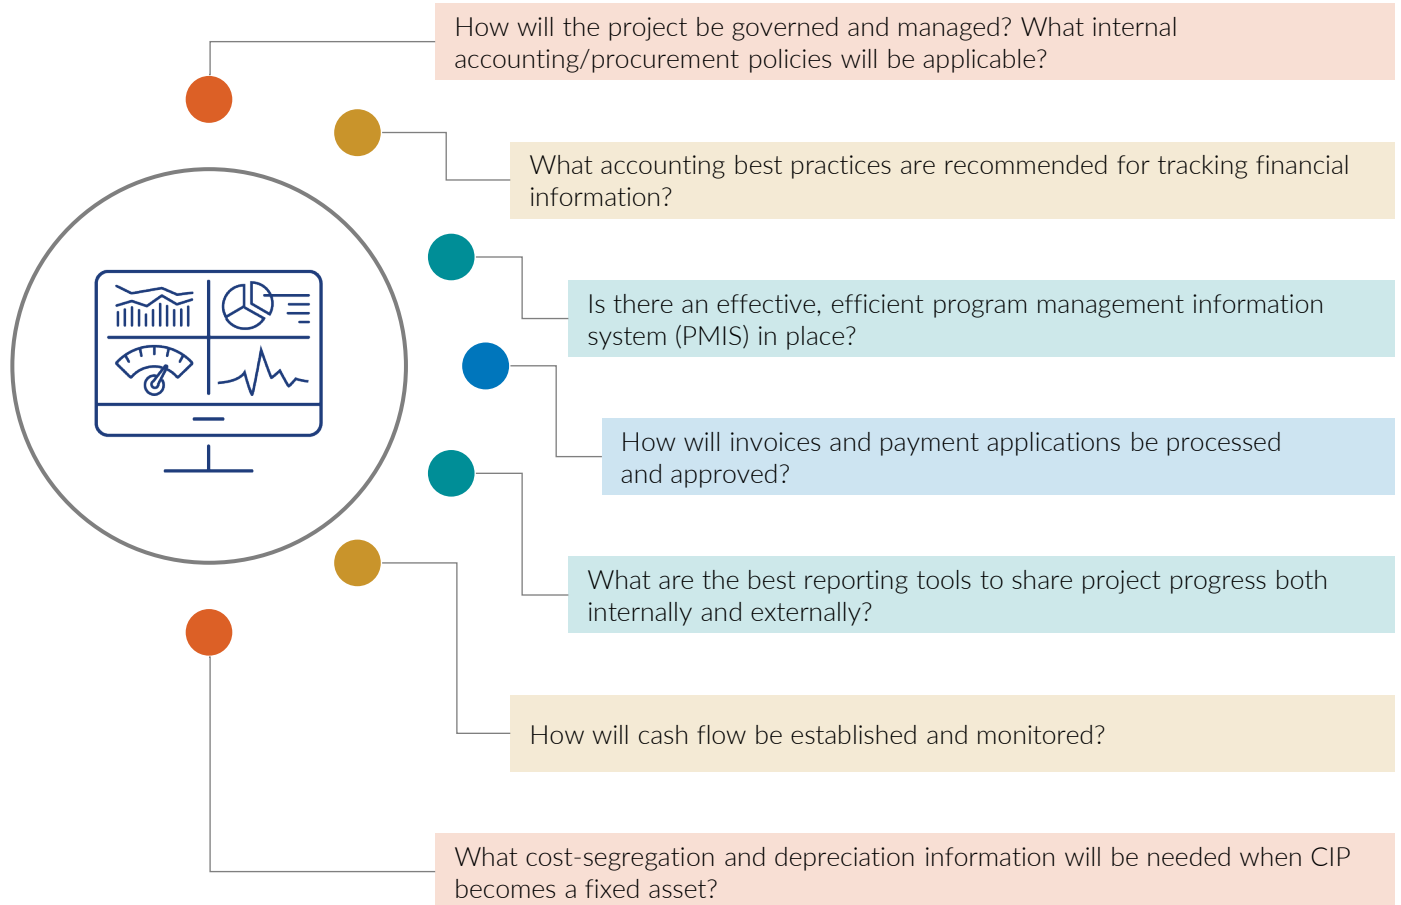 How will the project be governed and managed? What internal
accounting/procurement policies will be applicable?
What accounting best practices are recommended for tracking financial
information?
Is there an effective, efficient program management information
system (PMIS) in place?
How will invoices and payment applications be processed
and approved?
What are the best reporting tools to share project progress both
internally and externally?
How will cash flow be established and monitored?
What cost-segregation and depreciation information will be needed when CIP
becomes a fixed asset?